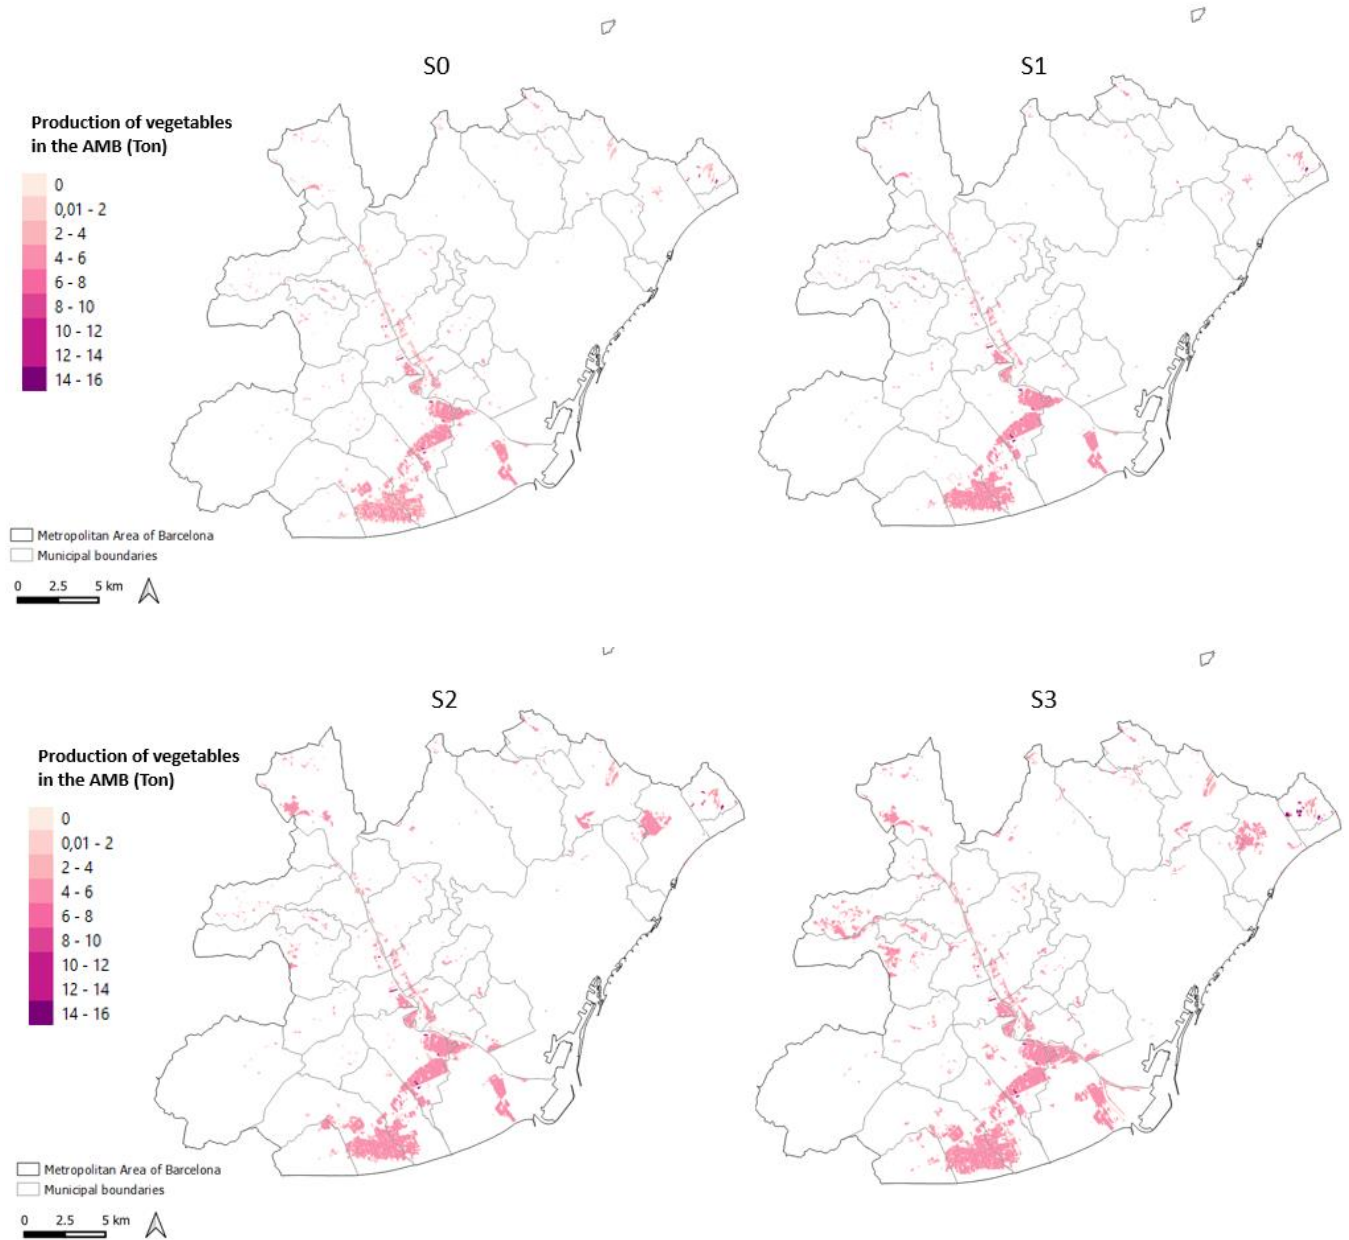 S0
S1
Production of vegetables
in the AMB (Ton)
0
0,01 - 2
2 - 4
4 - 6
6 - 8
8 - 10
10 - 12
12 - 14
14 - 16
Metropolitan Area of Barcelona
Municipal boundaries
0 2.5 5 km
S2
S3
Production of vegetables
in the AMB (Ton)
0
0,01 - 2
2 - 4
4 - 6
6 - 8
8 - 10
10 - 12
12 - 14
14 - 16
Metropolitan Area of Barcelona
Municipal boundaries
0 2.5 5 km